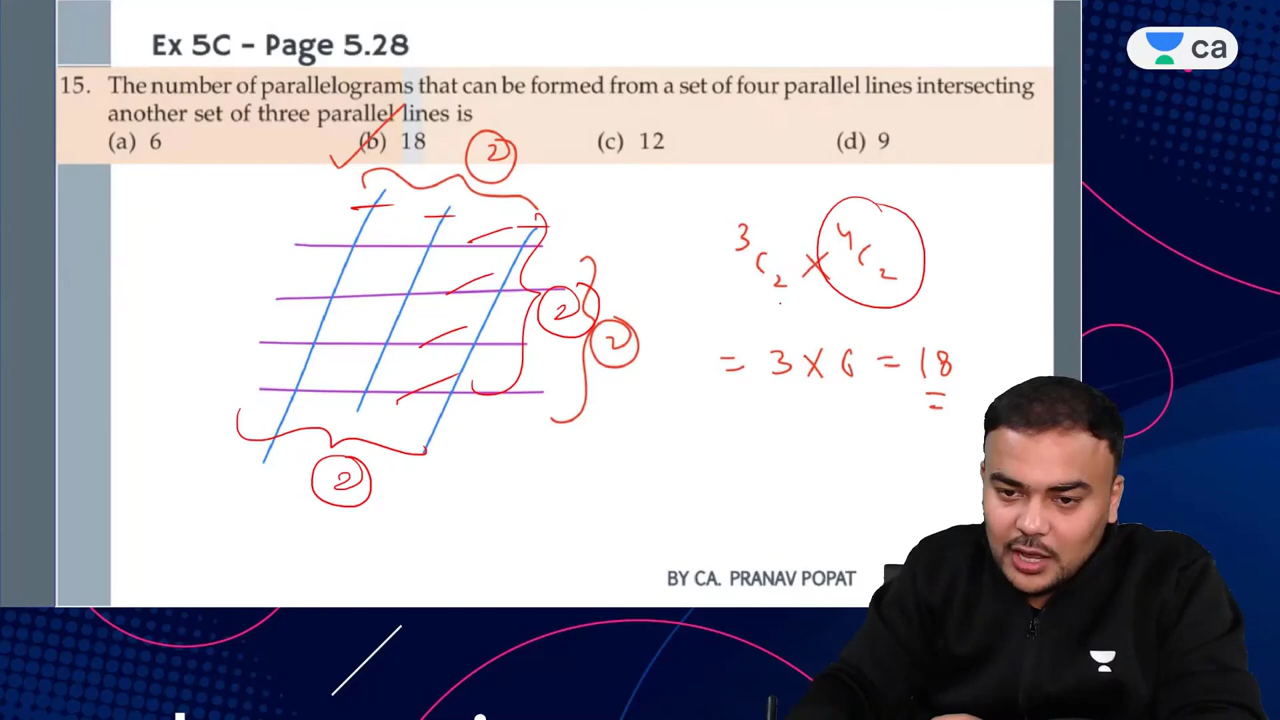 Ex 5C - Page 5.28
ca
15. The number of parallelograms that can be formed from a set of four parallel lines intersecting
another set of three parallel lines is
(a) 6 (b) 18 (c) 12 (d) 9
2
3C2 × 4C2
2
2
= 3 × 6 = 18
2
BY CA. PRANAV POPAT